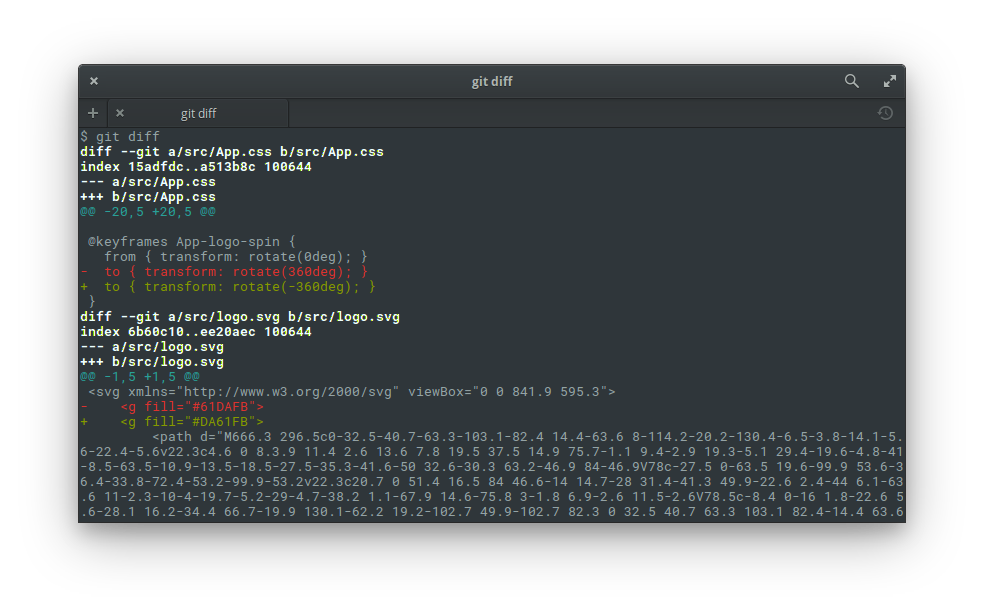 git diff
git diff
$ git diff
diff --git a/src/App.css b/src/App.css
index 15adfdc..a513b8c 100644
--- a/src/App.css
+++ b/src/App.css
@@ -20,5 +20,5 @@
@keyframes App-logo-spin {
from { transform: rotate(0deg); }
- to { transform: rotate(360deg); }
+ to { transform: rotate(-360deg); }
}
diff --git a/src/logo.svg b/src/logo.svg
index 6b60c10..ee20aec 100644
--- a/src/logo.svg
+++ b/src/logo.svg
@@ -1,5 +1,5 @@
<svg xmlns="http://www.w3.org/2000/svg" viewBox="0 0 841.9 595.3">
- <g fill="#61DAFB">
+ <g fill="#DA61FB">
<path d="M666.3 296.5c0-32.5-40.7-63.3-103.1-82.4 14.4-63.6 8-114.2-20.2-130.4-6.5-3.8-14.1-5.
6-22.4-5.6v22.3c4.6 0 8.3.9 11.4 2.6 13.6 7.8 19.5 37.5 14.9 75.7-1.1 9.4-2.9 19.3-5.1 29.4-19.6-4.8-41
-8.5-63.5-10.9-13.5-18.5-27.5-35.3-41.6-50 32.6-30.3 63.2-46.9 84-46.9V78c-27.5 0-63.5 19.6-99.9 53.6-3
6.4-33.8-72.4-53.2-99.9-53.2v22.3c20.7 0 51.4 16.5 84 46.6-14 14.7-28 31.4-41.3 49.9-22.6 2.4-44 6.1-63
.6 11-2.3-10-4-19.7-5.2-29-4.7-38.2 1.1-67.9 14.6-75.8 3-1.8 6.9-2.6 11.5-2.6V78.5c-8.4 0-16 1.8-22.6 5
.6-28.1 16.2-34.4 66.7-19.9 130.1-62.2 19.2-102.7 49.9-102.7 82.3 0 32.5 40.7 63.3 103.1 82.4-14.4 63.6